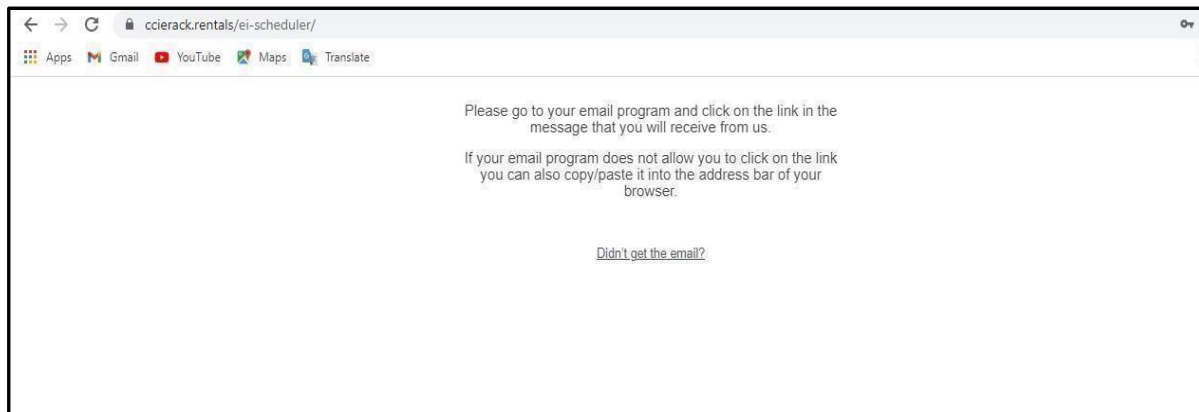 ccierack.rentals/ei-scheduler/
Apps Gmail YouTube Maps Translate
Please go to your email program and click on the link in the
message that you will receive from us.
If your email program does not allow you to click on the link
you can also copy/paste it into the address bar of your
browser.
Didn't get the email?